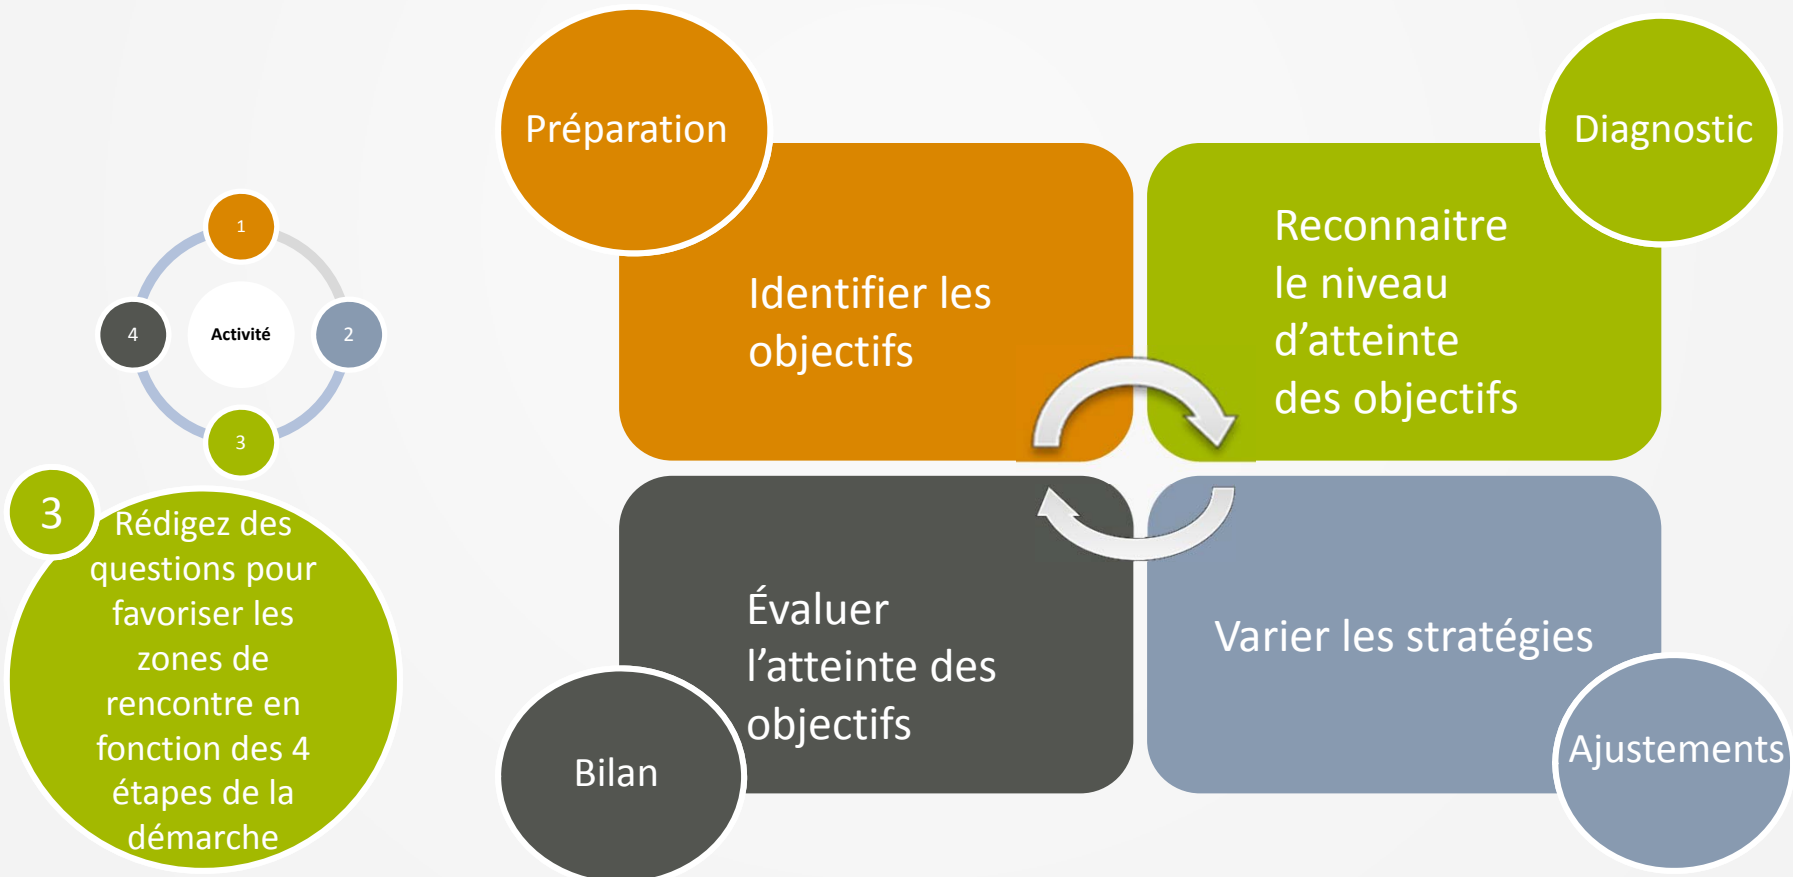 1
4
Activité
2
3
3
Rédigez des
questions pour
favoriser les
zones de
rencontre en
fonction des 4
étapes de la
démarche
Préparation
Identifier les
objectifs
Diagnostic
Reconnaitre
le niveau
d’atteinte
des objectifs
Évaluer
l’atteinte des
objectifs
Bilan
Varier les stratégies
Ajustements